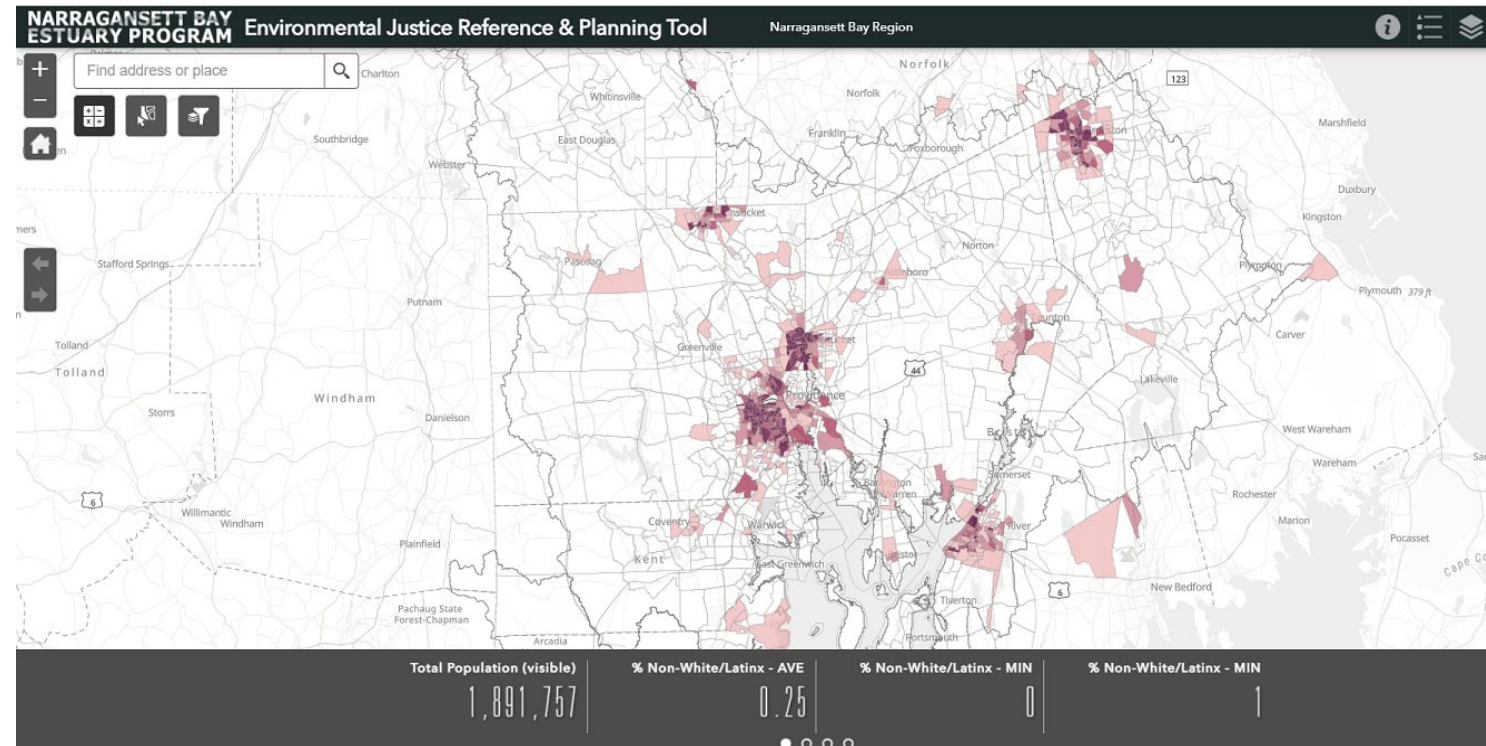 NARRAGANSETT BAY
ESTUARY PROGRAM
Environmental Justice Reference & Planning Tool
Narragansett Bay Region
Find address or place
Charlton
Norfolk
123
Whitinsville
Norfolk
Marshfield
Southbridge
East Douglas
Franklin
Foxborough
Webster
Duxbury
Kingston
Norton
Stafford Springs
Pascoag
Plympton
Plymouth 379 ft
Putnam
Carver
Tolland
Greenville
Tolland
44
Lakeville
Windham
Providence
Storrs
Danielson
West Wareham
Somerset
Wareham
6
Barrington
Warren
Rochester
Willimantic
Windham
Coventry
Warwick
River
Marion
Plainfield
Pocasset
Kent
East Greenwich
Cape
6
New Bedford
Tiverton
Pachaug State
Forest-Chapman
Arcadia
Portsmouth
Total Population (visible)
1,891,757
% Non-White/Latinx - AVE
0.25
% Non-White/Latinx - MIN
0
% Non-White/Latinx - MIN
1